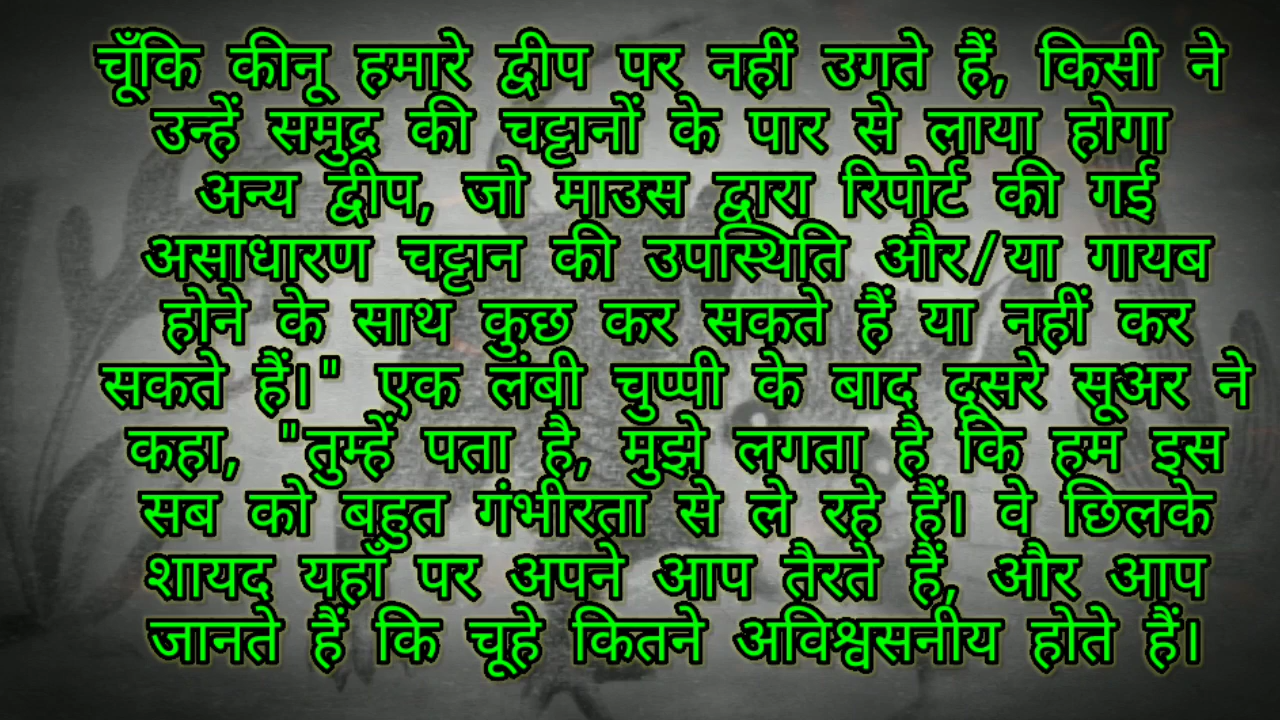 चूँकि कीनू हमारे द्वीप पर नहीं उगते हैं, किसी ने
उन्हें समुद्र की चट्टानों के पार से लाया होगा
अन्य द्वीप, जो माउस द्वारा रिपोर्ट की गई
असाधारण चट्टान की उपस्थिति और/या गायब
होने के साथ कुछ कर सकते हैं या नहीं कर
सकते हैं।" एक लंबी चुप्पी के बाद दूसरे सूअर ने
कहा, "तुम्हें पता है, मुझे लगता है कि हम इस
सब को बहुत गंभीरता से ले रहे हैं। वे छिलके
शायद यहाँ पर अपने आप तैरते हैं, और आप
जानते हैं कि चूहे कितने अविश्वसनीय होते हैं।